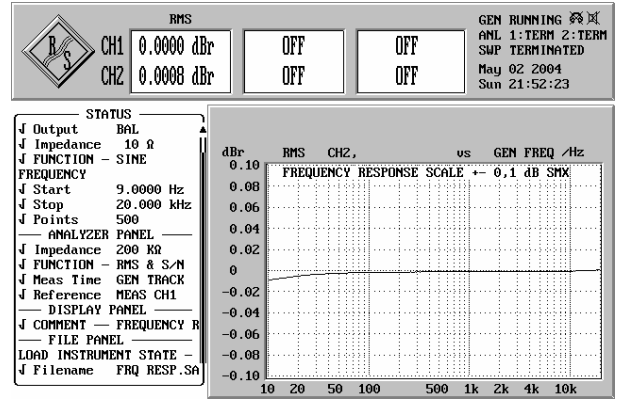 RMS
R&S
CH1 0.0000 dBr OFF OFF
CH2 0.0008 dBr OFF OFF
GEN RUNNING
ANL 1:TERM 2:TERM
SWP TERMINATED
May 02 2004
Sun 21:52:23
STATUS
Output BAL
Impedance 10 Ω
FUNCTION - SINE
FREQUENCY
Start 9.0000 Hz
Stop 20.000 kHz
Points 500
ANALYZER PANEL
Impedance 200 KΩ
FUNCTION - RMS & S/N
Meas Time GEN TRACK
Reference MEAS CH1
DISPLAY PANEL
COMMENT — FREQUENCY R
FILE PANEL
LOAD INSTRUMENT STATE -
Filename FRQ RESP.SA
dBr RMS CH2, vs GEN FREQ /Hz
FREQUENCY RESPONSE SCALE +- 0,1 dB SMX
0.10
0.08
0.06
0.04
0.02
0
-0.02
-0.04
-0.06
-0.08
-0.10
10 20 50 100 500 1k 2k 4k 10k